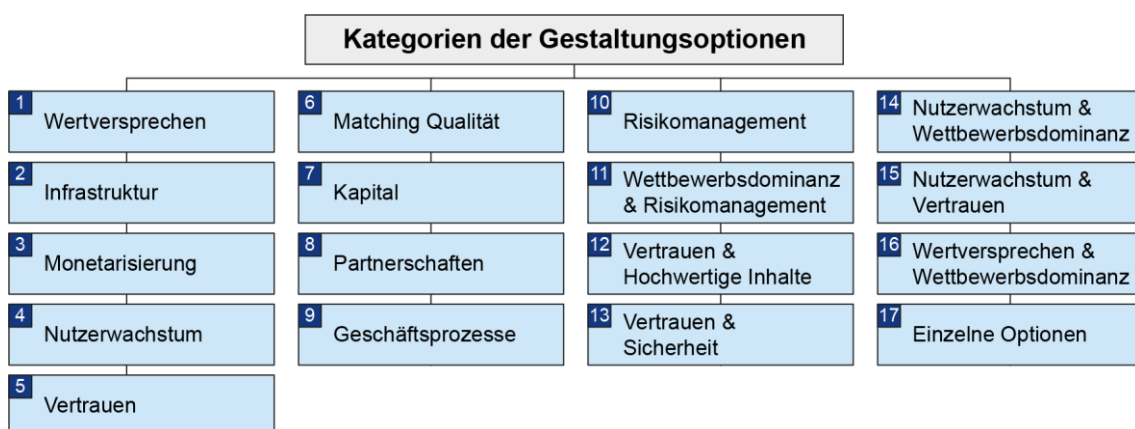 Kategorien der Gestaltungsoptionen
1
Wertversprechen
2
Infrastruktur
3
Monetarisierung
4
Nutzerwachstum
5
Vertrauen
6
Matching Qualität
7
Kapital
8
Partnerschaften
9
Geschäftsprozesse
10
Risikomanagement
11
Wettbewerbsdominanz
& Risikomanagement
12
Vertrauen &
Hochwertige Inhalte
13
Vertrauen &
Sicherheit
14
Nutzerwachstum &
Wettbewerbsdominanz
15
Nutzerwachstum &
Vertrauen
16
Wertversprechen &
Wettbewerbsdominanz
17
Einzelne Optionen